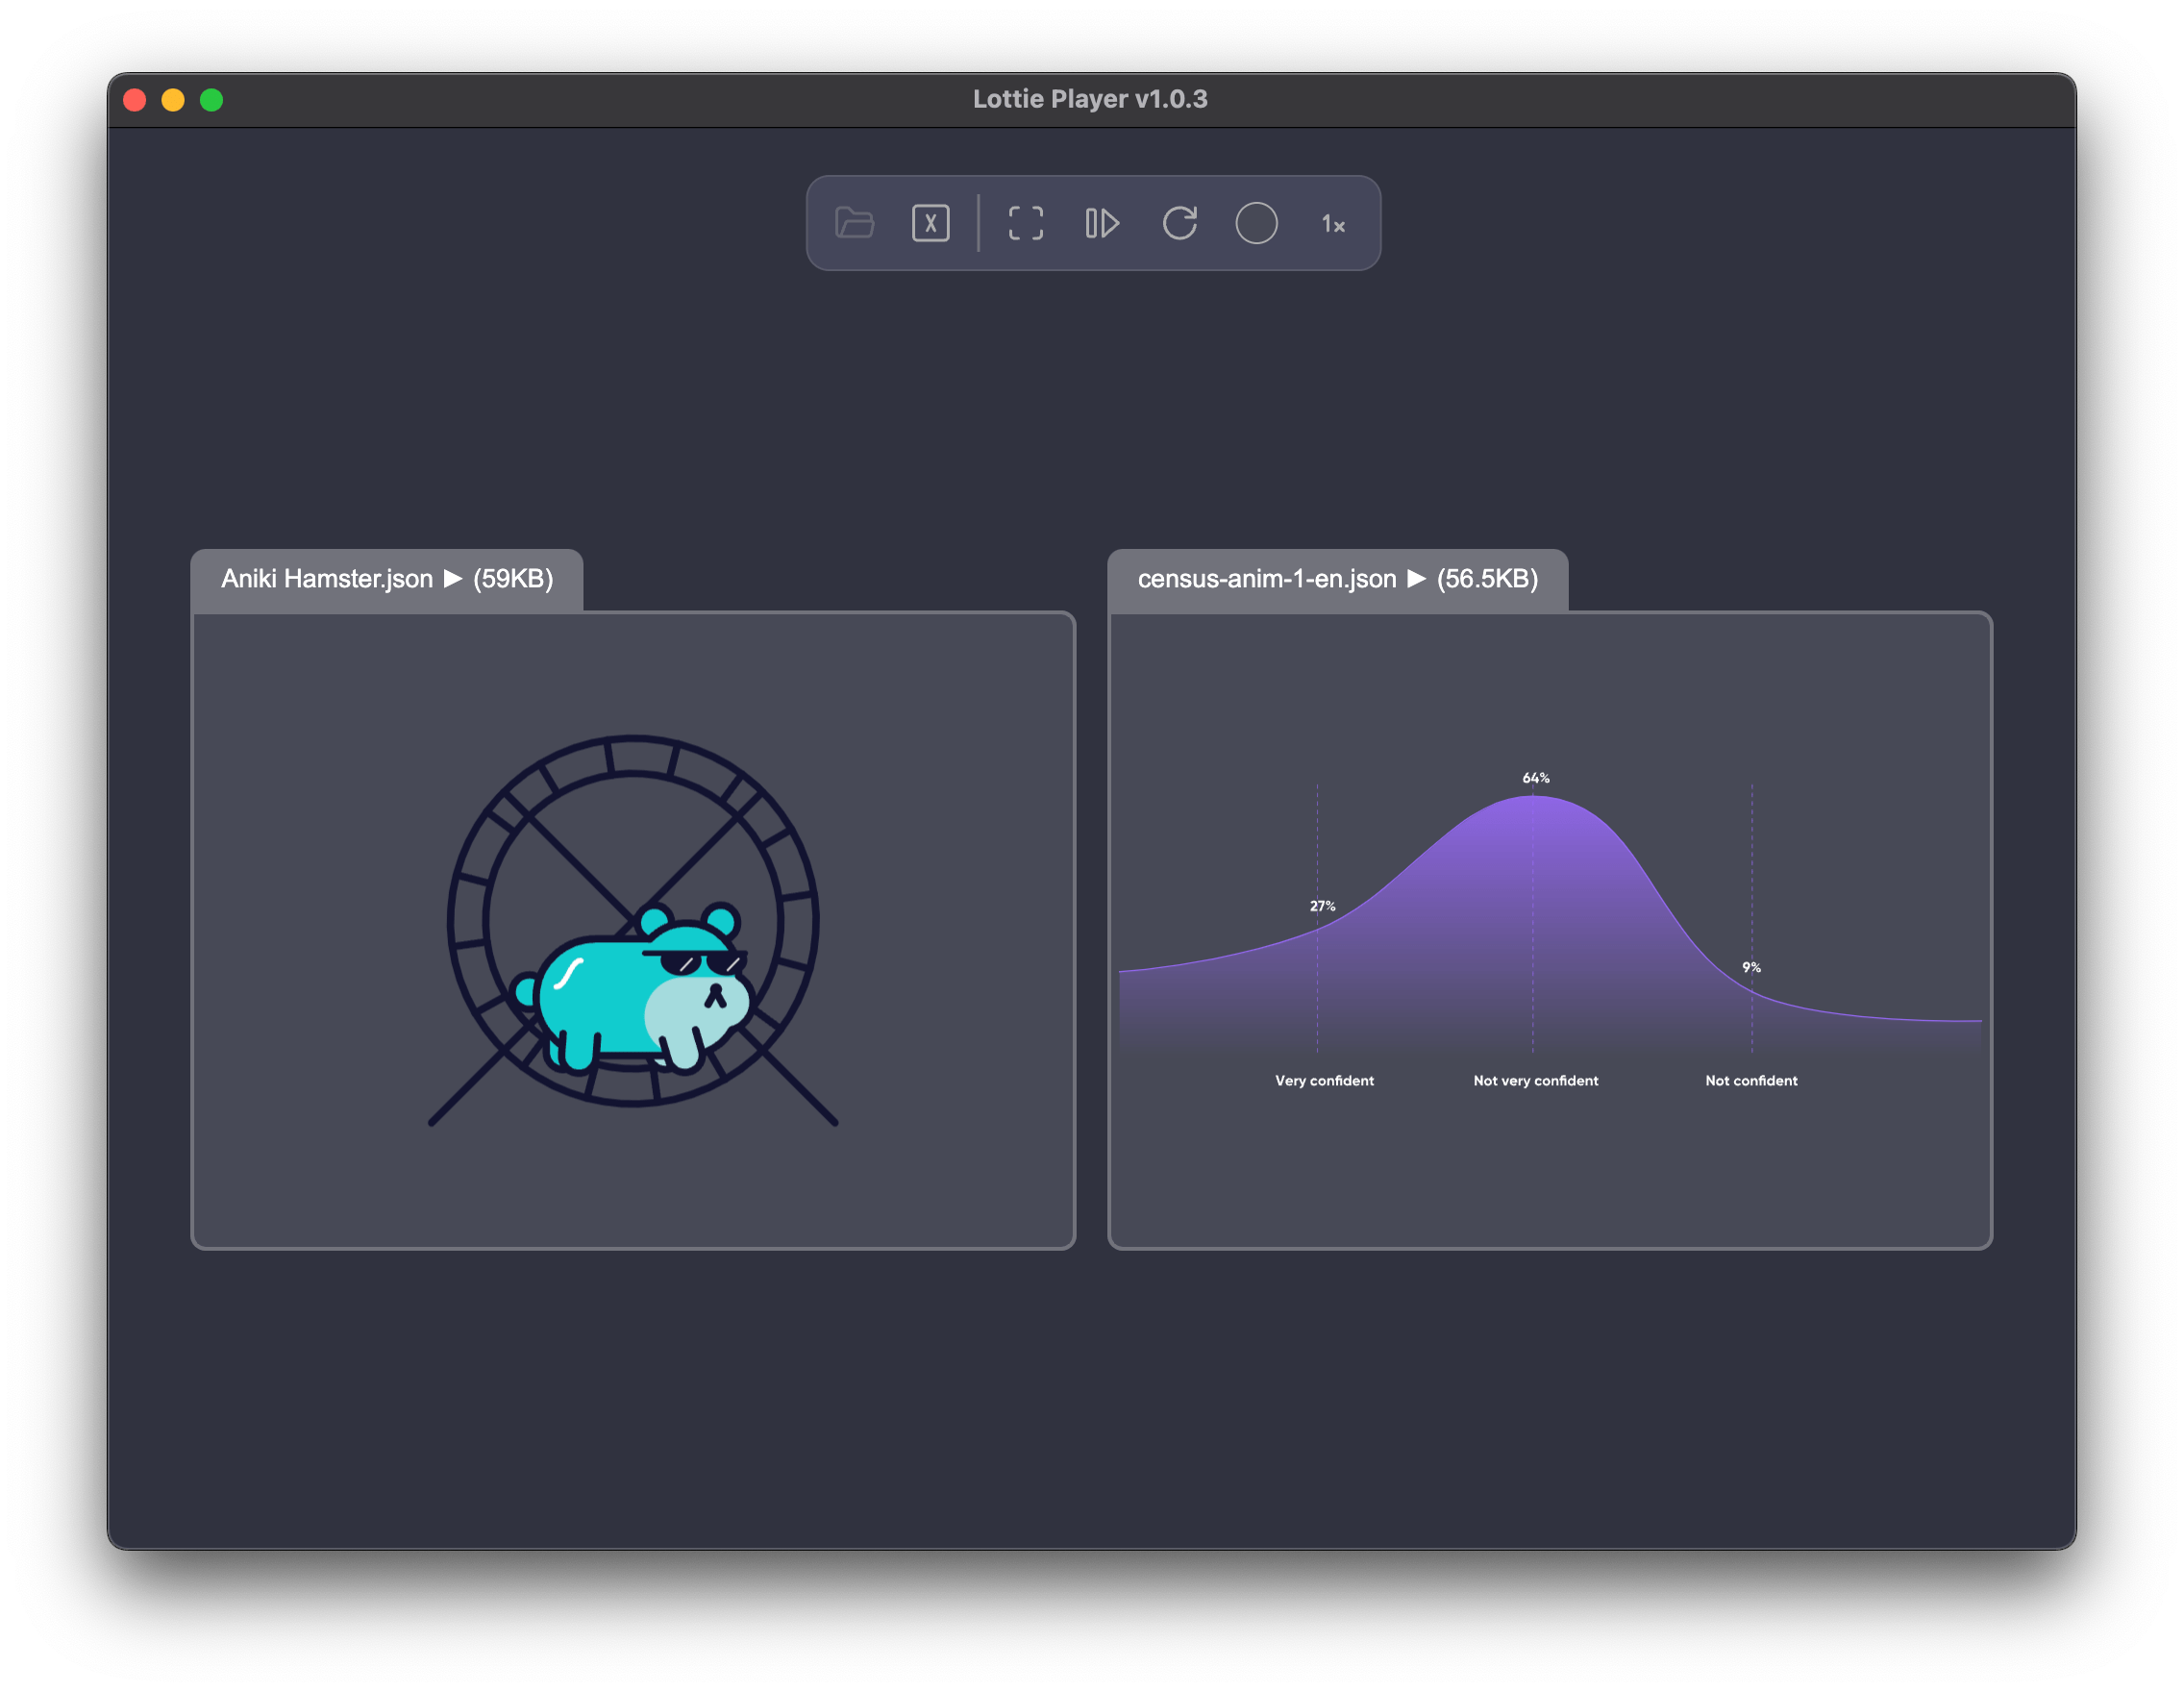 Lottie Player v1.0.3
X
1x
Aniki Hamster.json ▶ (59KB)
census-anim-1-en.json ▶ (56.5KB)
64%
27%
9%
Very confident
Not very confident
Not confident